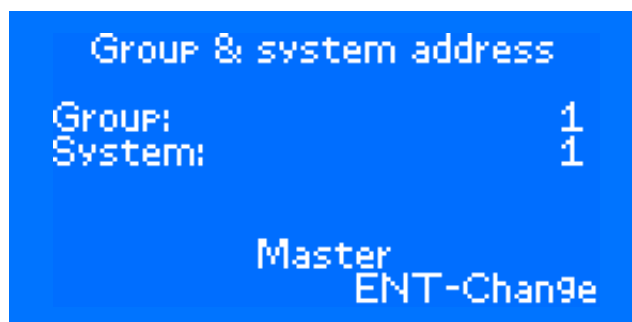 Group & system address
Group: 1
System: 1
Master
ENT-Change